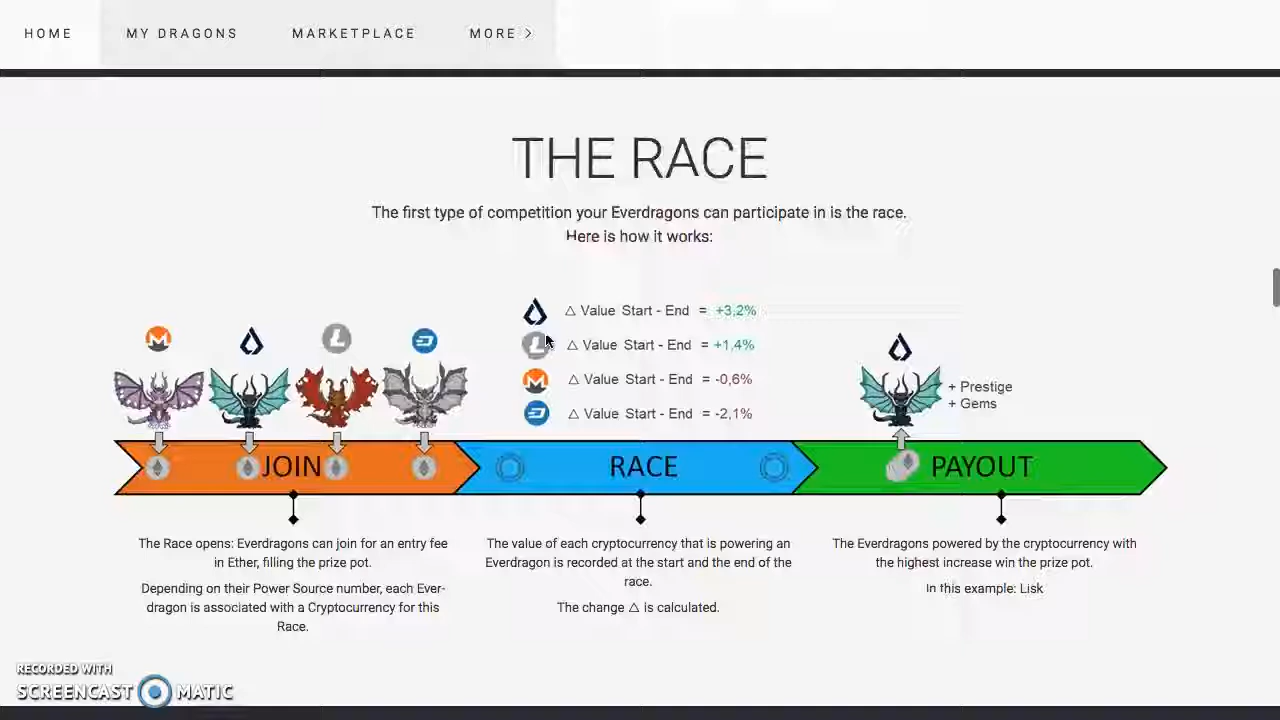 HOME
MY DRAGONS
MARKETPLACE
MORE >
THE RACE
The first type of competition your Everdragons can participate in is the race.
Here is how it works:
△ Value Start - End = +3,2%
△ Value Start - End = +1,4%
△ Value Start - End = -0,6%
△ Value Start - End = -2,1%
+ Prestige
+ Gems
JOIN
RACE
PAYOUT
The Race opens: Everdragons can join for an entry fee
in Ether, filling the prize pot.
Depending on their Power Source number, each Ever-
dragon is associated with a Cryptocurrency for this
Race.
The value of each cryptocurrency that is powering an
Everdragon is recorded at the start and the end of the
race.
The change △ is calculated.
The Everdragons powered by the cryptocurrency with
the highest increase win the prize pot.
In this example: Lisk
RECORDED WITH
SCREENCAST MATIC